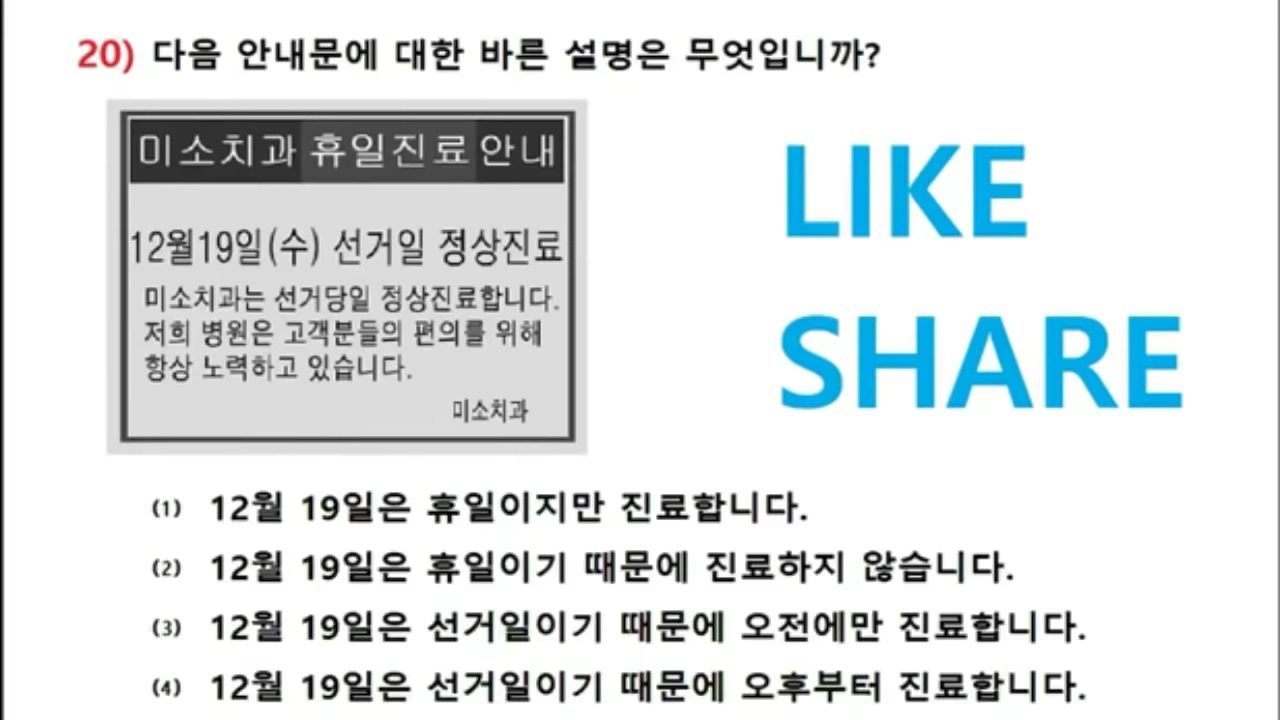 20) 다음 안내문에 대한 바른 설명은 무엇입니까?
미소치과 휴일진료 안내
12월19일(수) 선거일 정상진료
미소치과는 선거당일 정상진료합니다.
저희 병원은 고객분들의 편의를 위해
항상 노력하고 있습니다.
미소치과
LIKE
SHARE
(1) 12월 19일은 휴일이지만 진료합니다.
(2) 12월 19일은 휴일이기 때문에 진료하지 않습니다.
(3) 12월 19일은 선거일이기 때문에 오전에만 진료합니다.
(4) 12월 19일은 선거일이기 때문에 오후부터 진료합니다.